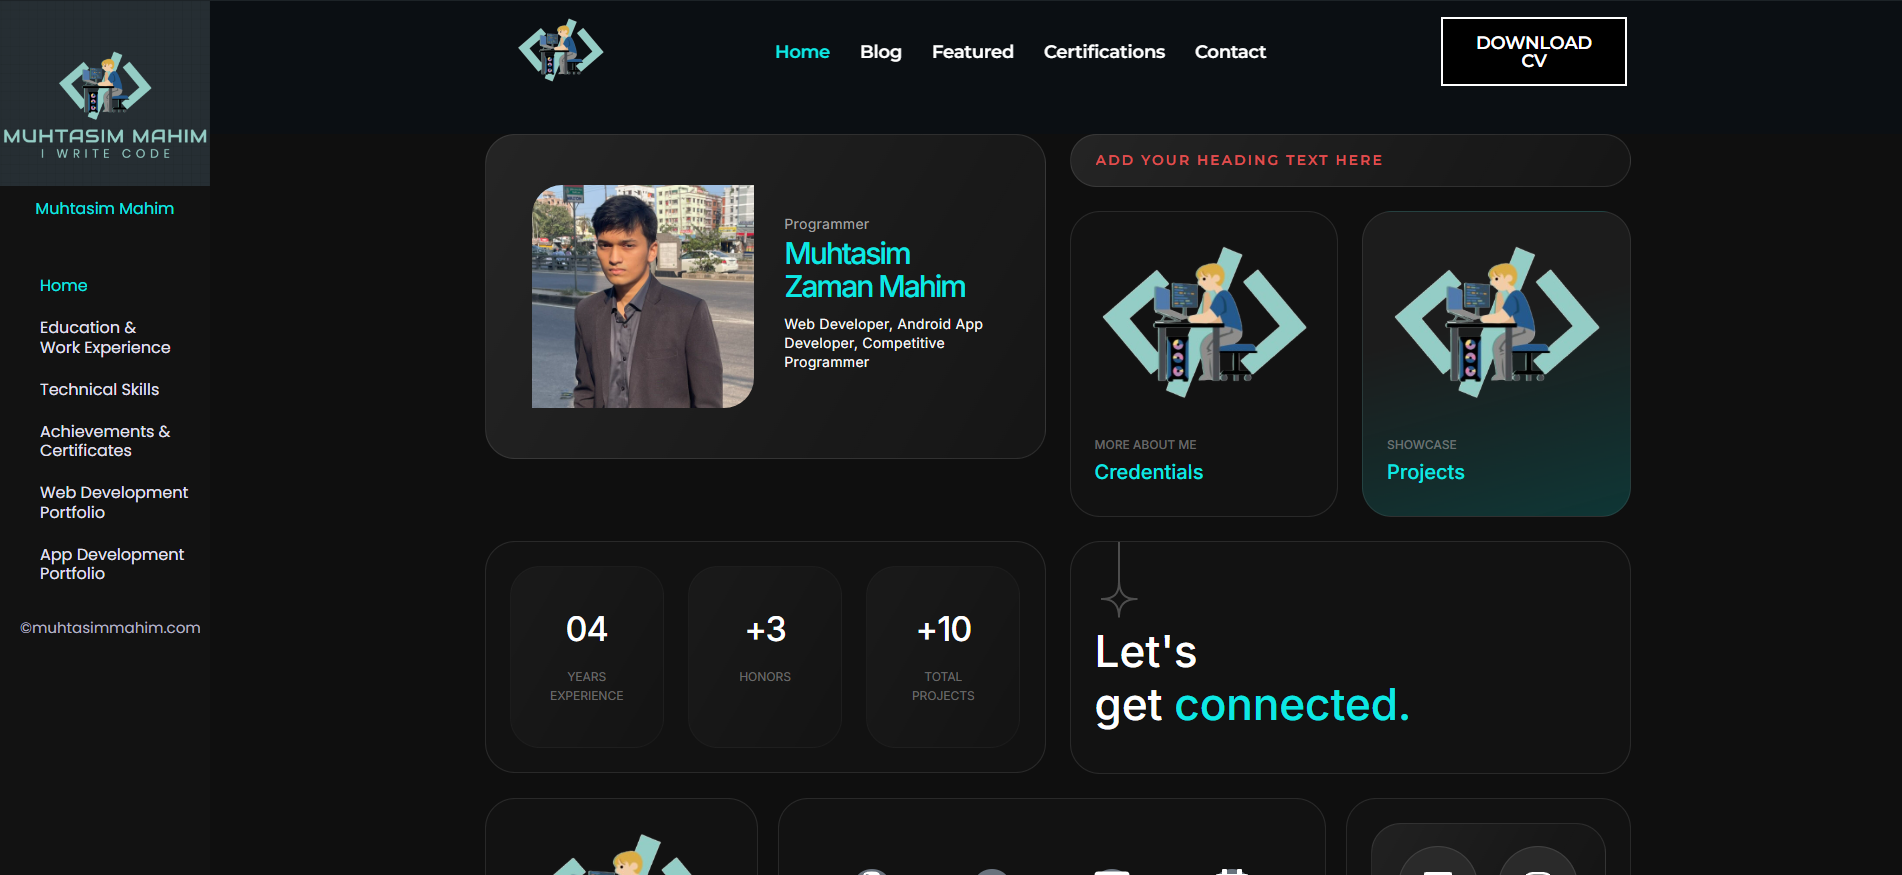 MUHTASIM MAHIM
I WRITE CODE
Muhtasim Mahim
Home
Education &
Work Experience
Technical Skills
Achievements &
Certificates
Web Development
Portfolio
App Development
Portfolio
©muhtasimmahim.com
Home Blog Featured Certifications Contact
DOWNLOAD
CV
Programmer
Muhtasim
Zaman Mahim
Web Developer, Android App
Developer, Competitive
Programmer
ADD YOUR HEADING TEXT HERE
MORE ABOUT ME
Credentials
SHOWCASE
Projects
04
YEARS
EXPERIENCE
+3
HONORS
+10
TOTAL
PROJECTS
Let's
get connected.